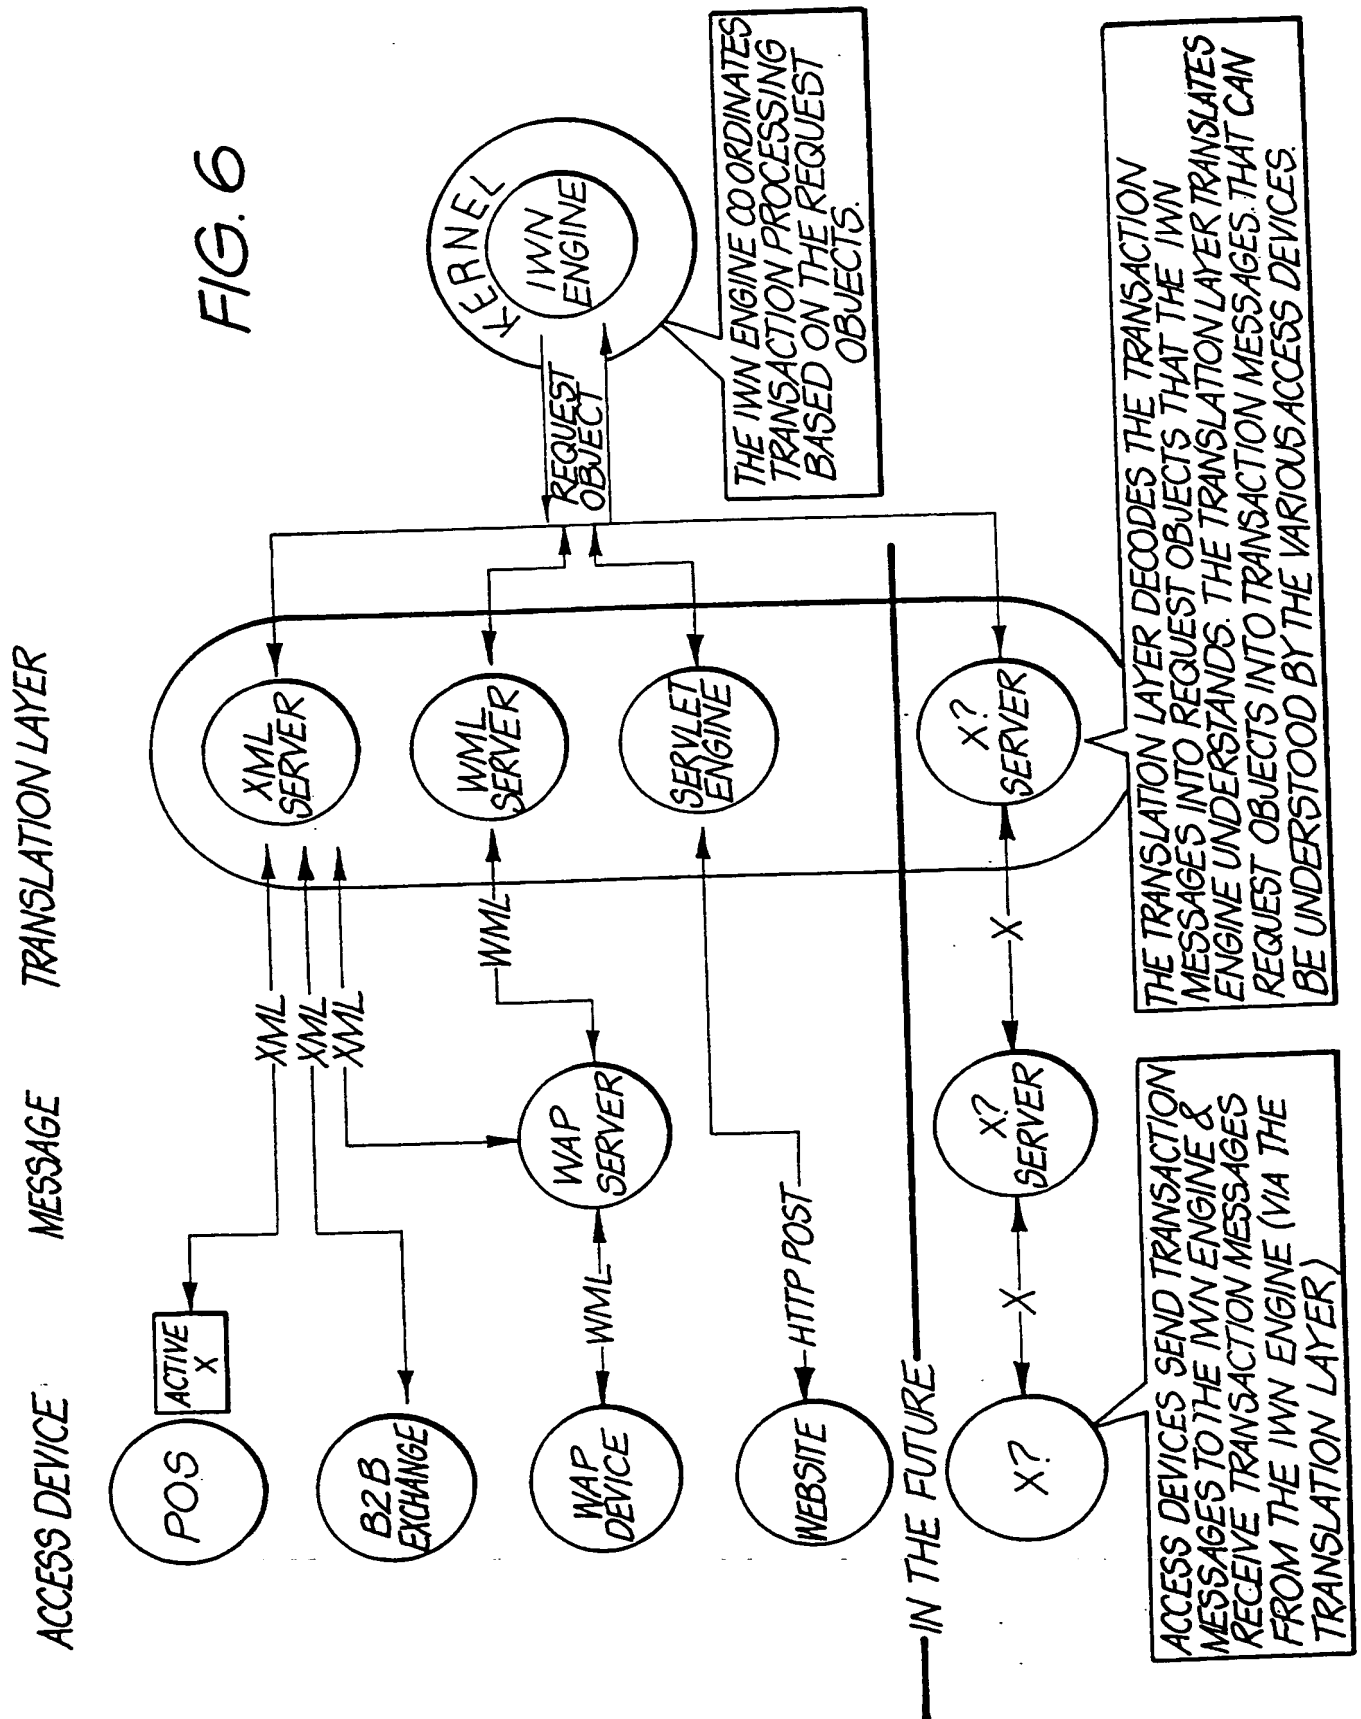 FIG. 6
ACCESS DEVICE
MESSAGE
TRANSLATION LAYER
POS
ACTIVE
X
XML
XML
XML
XML
SERVER
B2B
EXCHANGE
WAP
DEVICE
WML
WAP
SERVER
WML
WML
SERVER
WEBSITE
HTTP POST
SERVLET
ENGINE
REQUEST
OBJECT
KERNEL
IWN
ENGINE
THE IWN ENGINE COORDINATES
TRANSACTION PROCESSING
BASED ON THE REQUEST
OBJECTS.
IN THE FUTURE
X?
X
X?
SERVER
X
X?
SERVER
ACCESS DEVICES SEND TRANSACTION
MESSAGES TO THE IWN ENGINE &
RECEIVE TRANSACTION MESSAGES
FROM THE IWN ENGINE (VIA THE
TRANSLATION LAYER)
THE TRANSLATION LAYER DECODES THE TRANSACTION
MESSAGES INTO REQUEST OBJECTS THAT THE IWN
ENGINE UNDERSTANDS. THE TRANSLATION LAYER TRANSLATES
REQUEST OBJECTS INTO TRANSACTION MESSAGES THAT CAN
BE UNDERSTOOD BY THE VARIOUS ACCESS DEVICES.